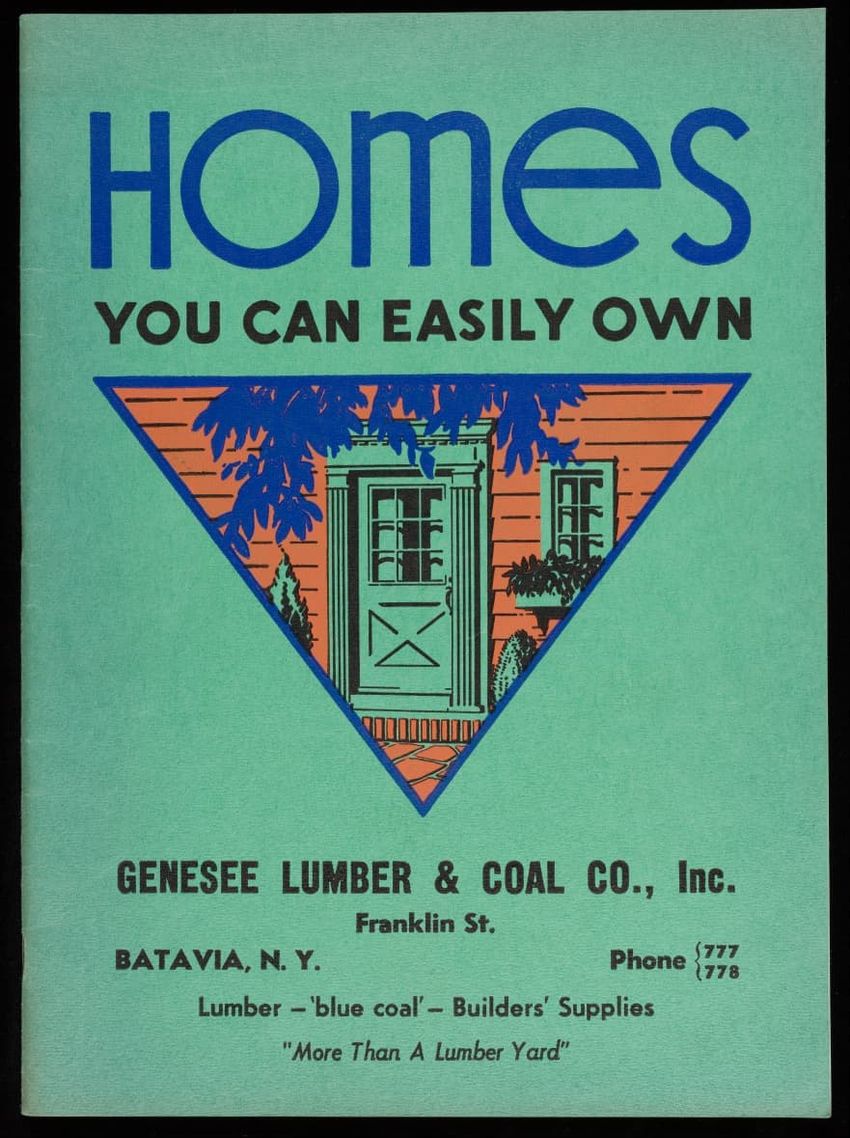 Homes
YOU CAN EASILY OWN
GENESEE LUMBER & COAL CO., Inc.
Franklin St.
BATAVIA, N. Y. Phone {777 778
Lumber – 'blue coal' – Builders' Supplies
"More Than A Lumber Yard"